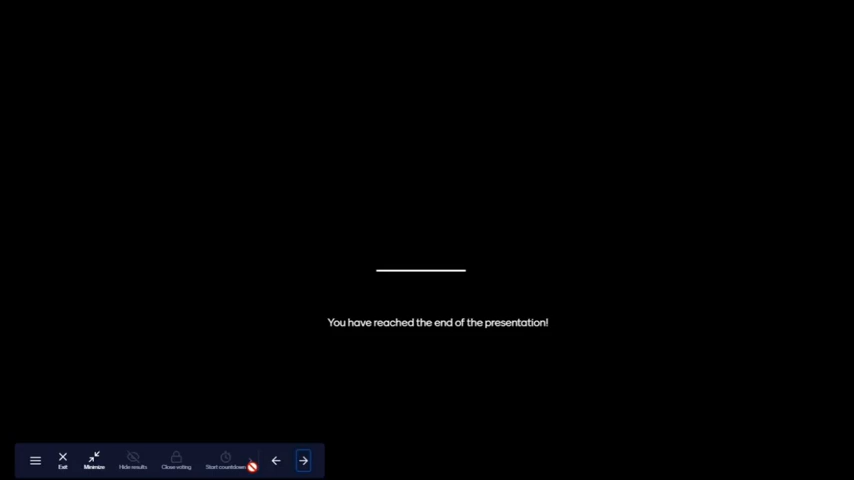 You have reached the end of the presentation!
Exit
Minimize
Hide results
Close voting
Start countdown